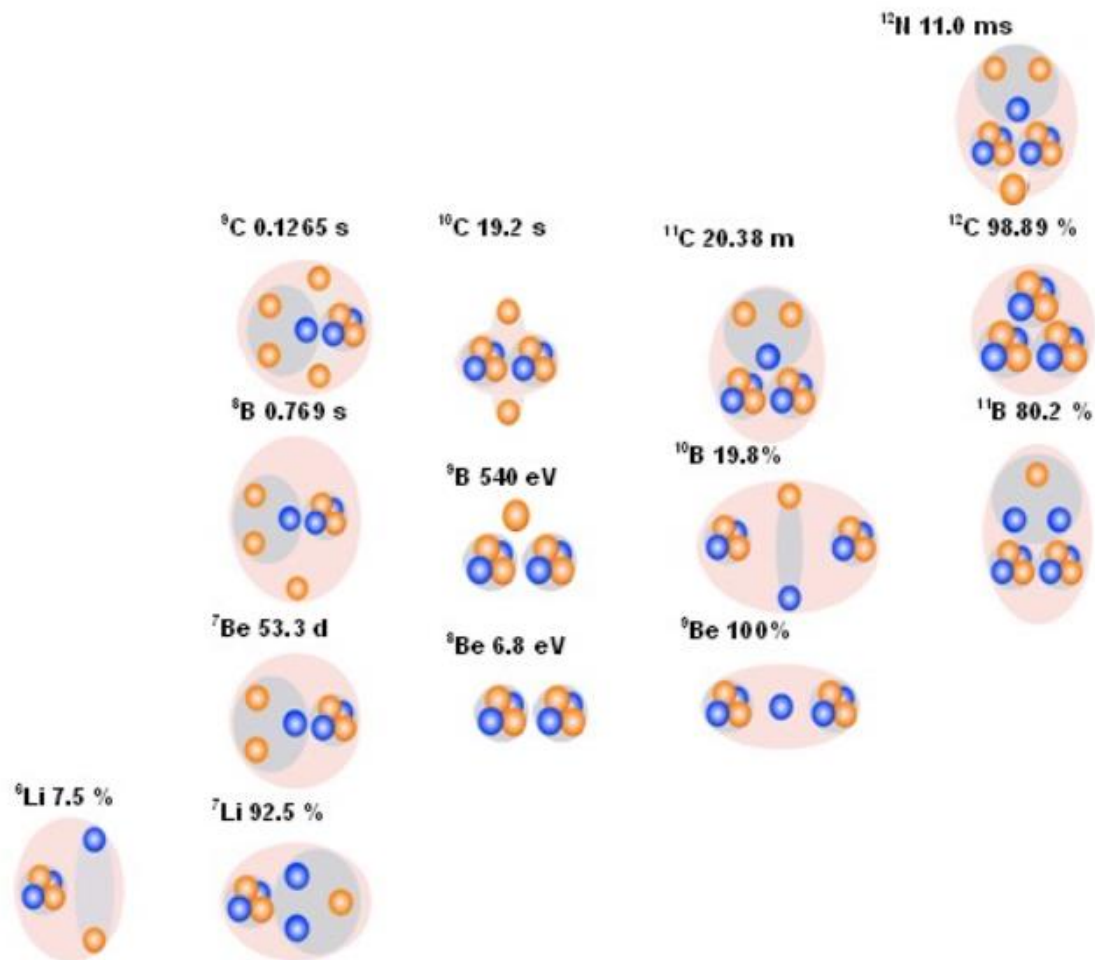 ¹²N 11.0 ms
⁹C 0.1265 s
¹⁰C 19.2 s
¹¹C 20.38 m
¹²C 98.89 %
⁸B 0.769 s
⁹B 540 eV
¹⁰B 19.8%
¹¹B 80.2 %
⁷Be 53.3 d
⁸Be 6.8 eV
⁹Be 100%
⁶Li 7.5 %
⁷Li 92.5 %